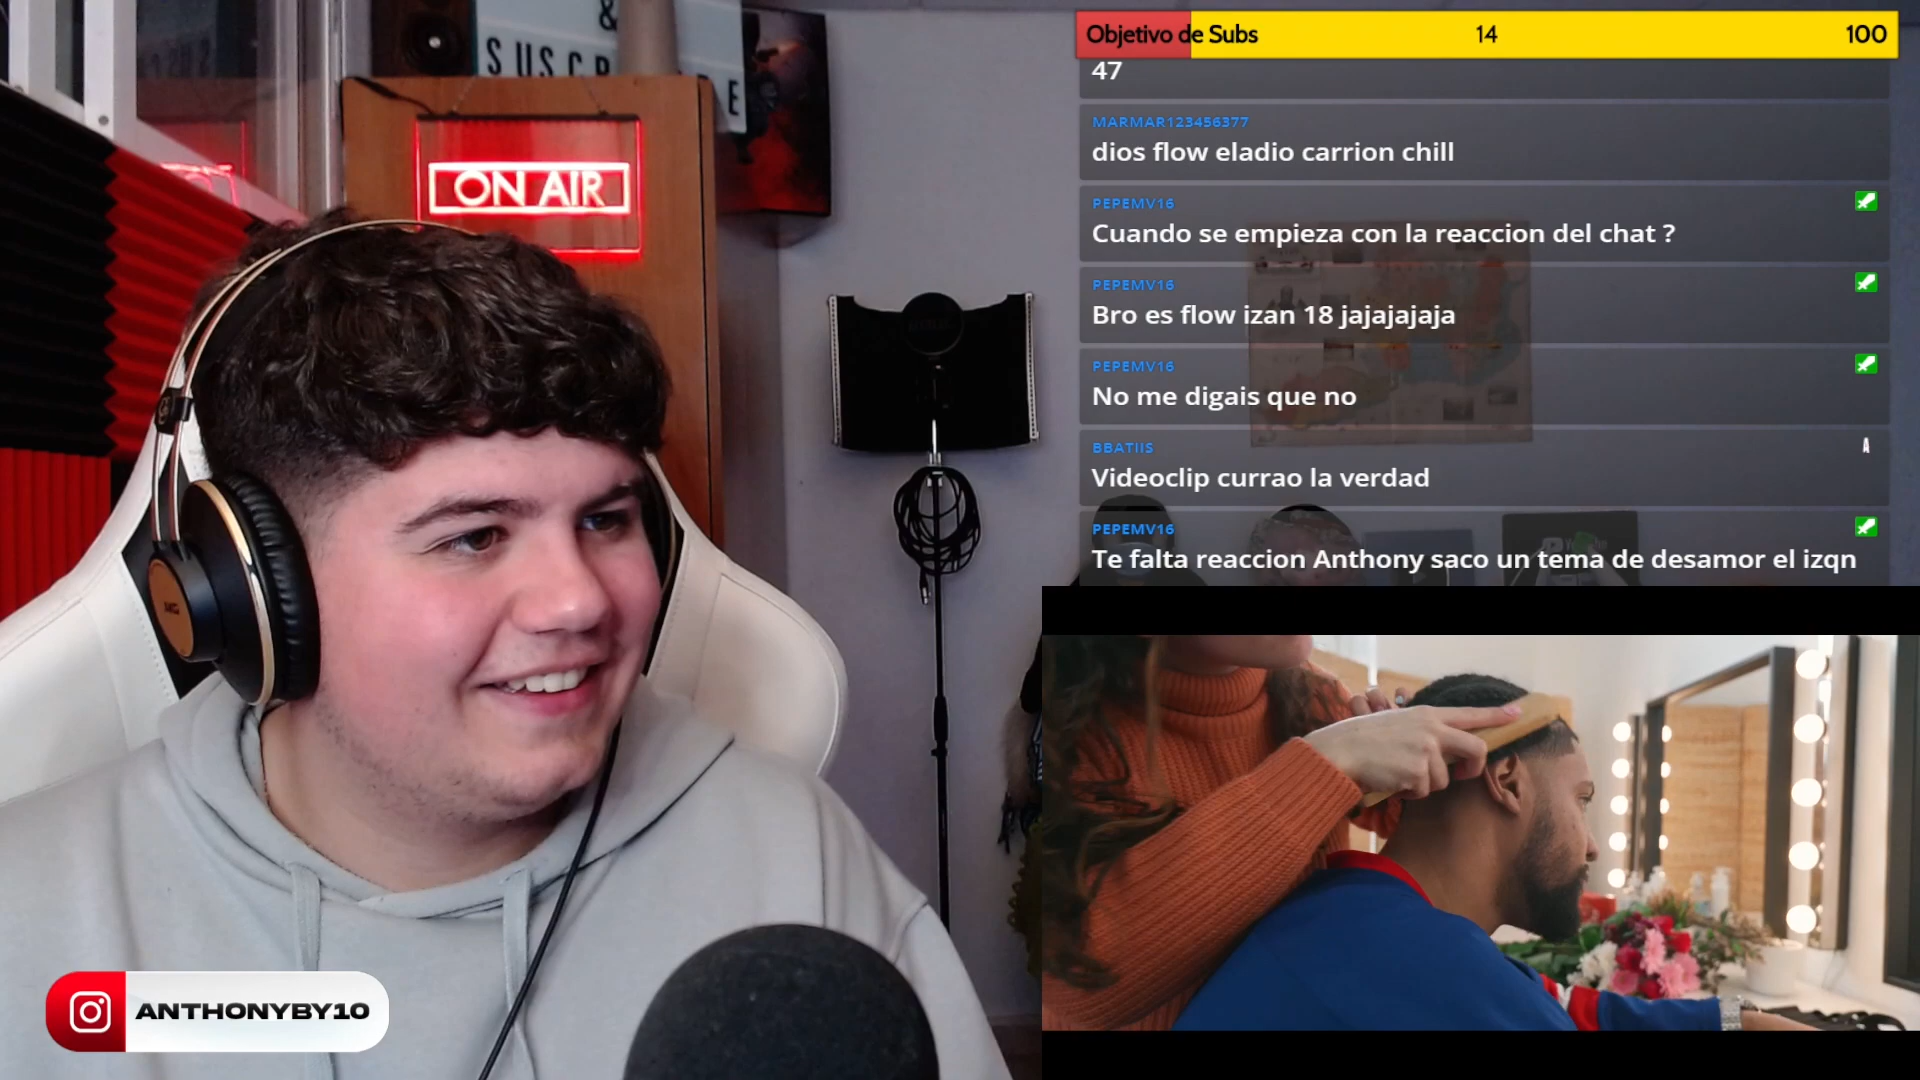 &
SUSCR
E
ON AIR
Objetivo de Subs 14 100
47
MARMAR123456377
dios flow eladio carrion chill
PEPEMV16
Cuando se empieza con la reaccion del chat ?
PEPEMV16
Bro es flow izan 18 jajajajaja
PEPEMV16
No me digais que no
BBATIIS
Videoclip currao la verdad
PEPEMV16
Te falta reaccion Anthony saco un tema de desamor el izqn
AKG
ANTHONYBY10